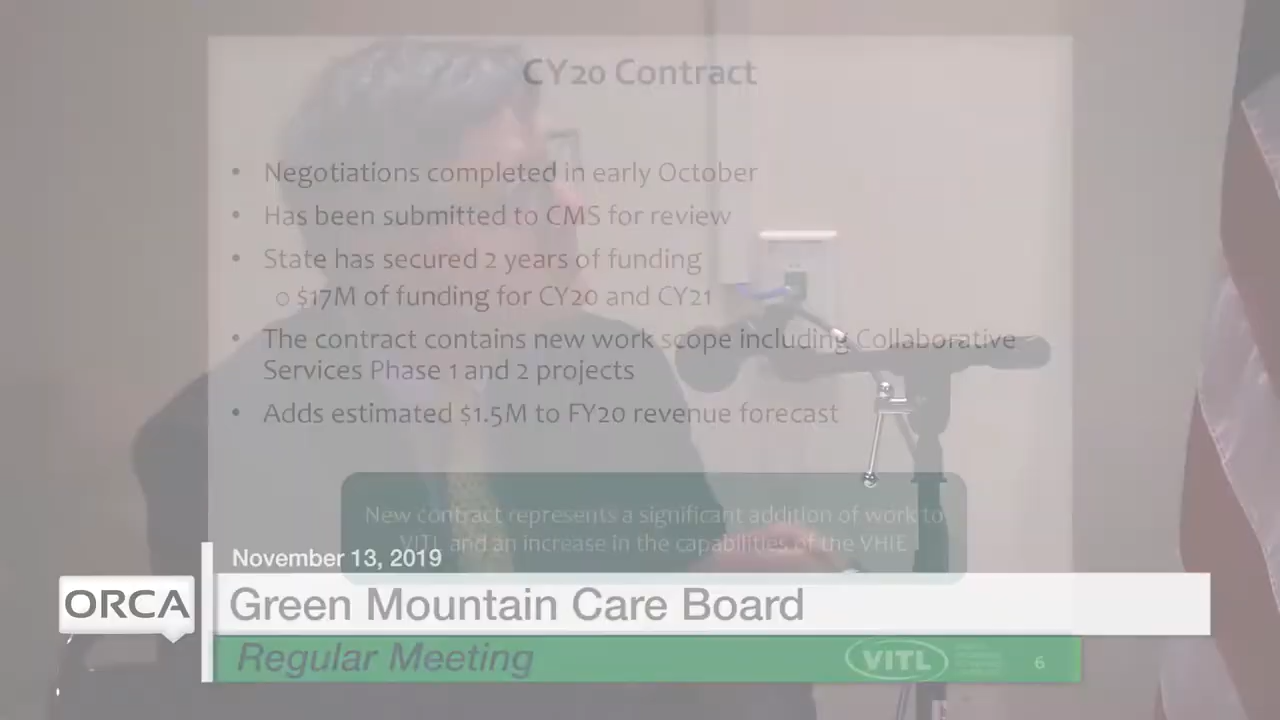 CY20 Contract
• Negotiations completed in early October
• Has been submitted to CMS for review
• State has secured 2 years of funding
o $17M of funding for CY20 and CY21
• The contract contains new work scope including Collaborative
Services Phase 1 and 2 projects
• Adds estimated $1.5M to FY20 revenue forecast
New contract represents a significant addition of work to
VITL and an increase in the capabilities of the VHIE
November 13, 2019
ORCA
Green Mountain Care Board
Regular Meeting
VITL
6